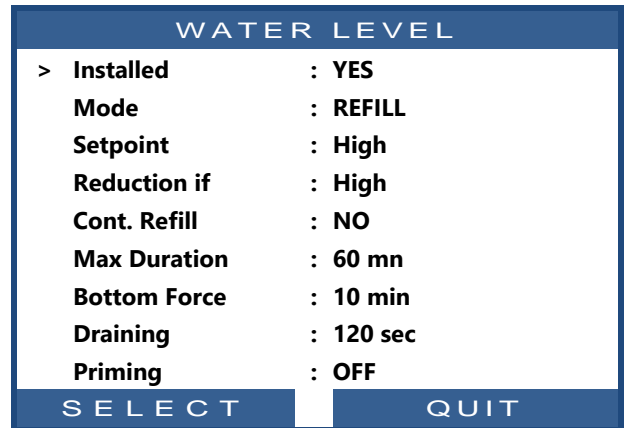 WATER LEVEL
> Installed : YES
Mode : REFILL
Setpoint : High
Reduction if : High
Cont. Refill : NO
Max Duration : 60 mn
Bottom Force : 10 min
Draining : 120 sec
Priming : OFF
SELECT QUIT